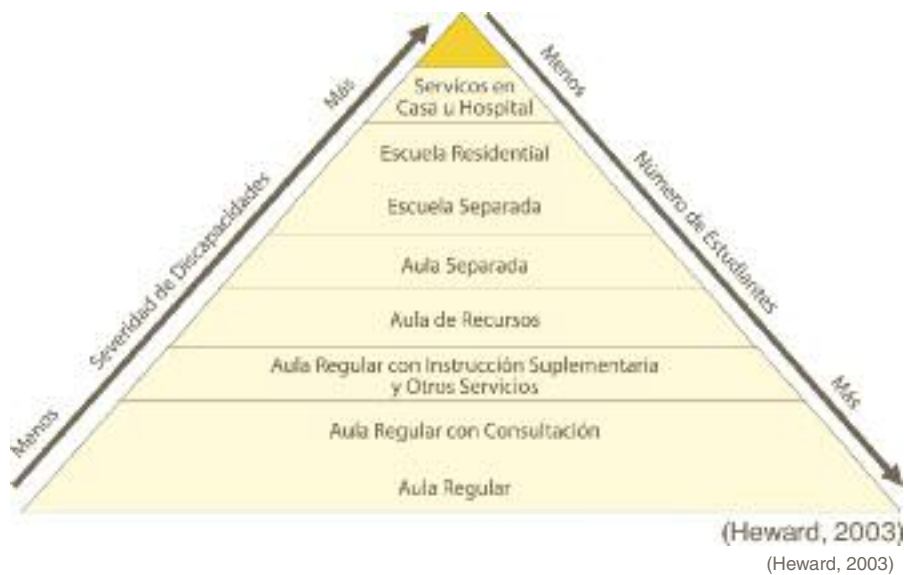 Servicos en
Casa u Hospital
Escuela Residential
Escuela Separada
Aula Separada
Aula de Recursos
Aula Regular con Instrucción Suplementaria
y Otros Servicios
Aula Regular con Consultación
Aula Regular
Menos
Severidad de Discapacidades
Más
Menos
Número de Estudiantes
Más
(Heward, 2003)
(Heward, 2003)